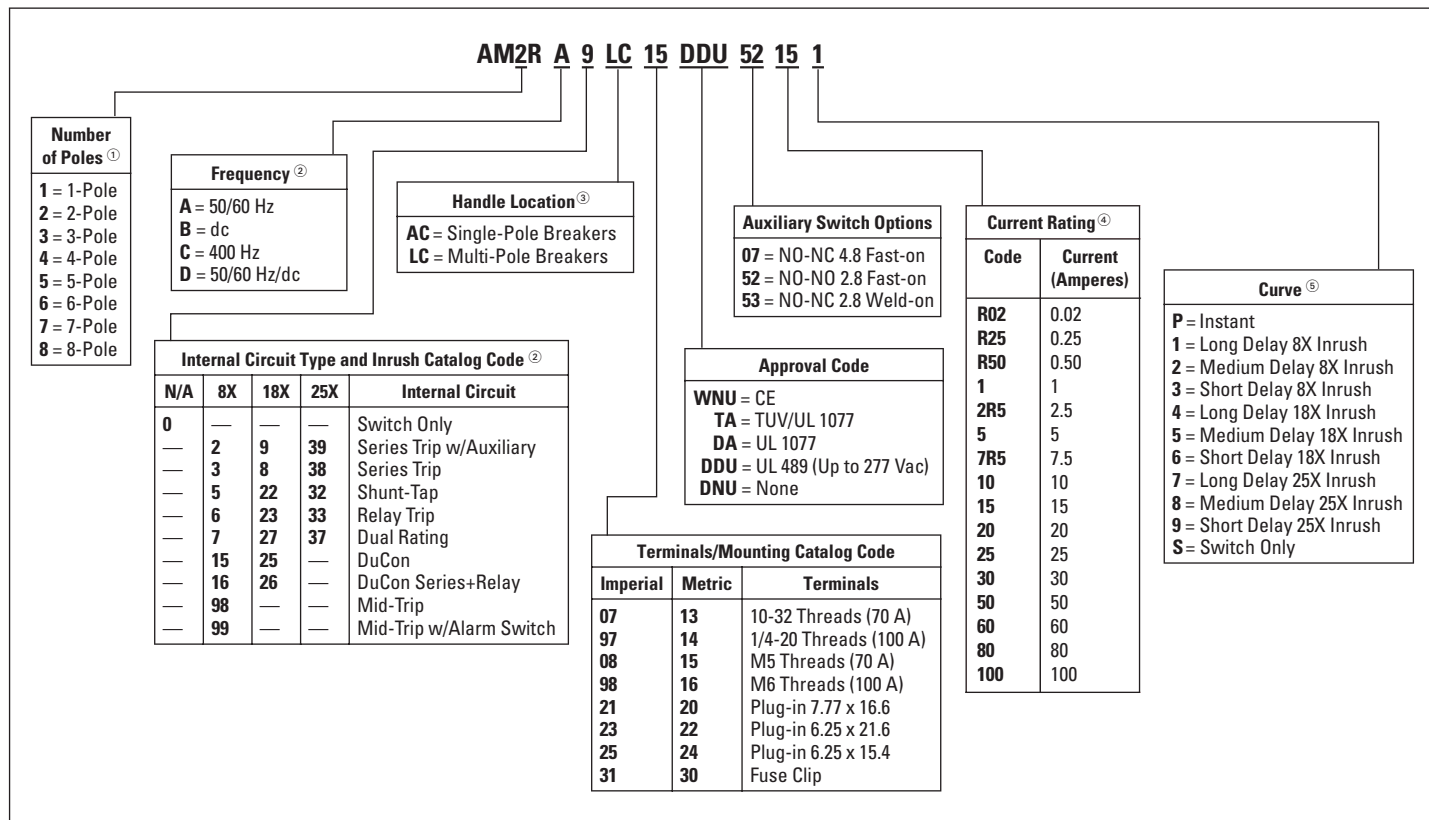 AM2R A 9 LC 15 DDU 52 15 1
Number
of Poles ①
1 = 1-Pole
2 = 2-Pole
3 = 3-Pole
4 = 4-Pole
5 = 5-Pole
6 = 6-Pole
7 = 7-Pole
8 = 8-Pole
Frequency ②
A = 50/60 Hz
B = dc
C = 400 Hz
D = 50/60 Hz/dc
Internal Circuit Type and Inrush Catalog Code ②
N/A 8X 18X 25X Internal Circuit
0 — — — Switch Only
— 2 9 39 Series Trip w/Auxiliary
— 3 8 38 Series Trip
— 5 22 32 Shunt-Tap
— 6 23 33 Relay Trip
— 7 27 37 Dual Rating
— 15 25 — DuCon
— 16 26 — DuCon Series+Relay
— 98 — — Mid-Trip
— 99 — — Mid-Trip w/Alarm Switch
Handle Location ③
AC = Single-Pole Breakers
LC = Multi-Pole Breakers
Terminals/Mounting Catalog Code
Imperial Metric Terminals
07 13 10-32 Threads (70 A)
97 14 1/4-20 Threads (100 A)
08 15 M5 Threads (70 A)
98 16 M6 Threads (100 A)
21 20 Plug-in 7.77 x 16.6
23 22 Plug-in 6.25 x 21.6
25 24 Plug-in 6.25 x 15.4
31 30 Fuse Clip
Approval Code
WNU = CE
TA = TUV/UL 1077
DA = UL 1077
DDU = UL 489 (Up to 277 Vac)
DNU = None
Auxiliary Switch Options
07 = NO-NC 4.8 Fast-on
52 = NO-NO 2.8 Fast-on
53 = NO-NC 2.8 Weld-on
Current Rating ④
Code Current
(Amperes)
R02 0.02
R25 0.25
R50 0.50
1 1
2R5 2.5
5 5
7R5 7.5
10 10
15 15
20 20
25 25
30 30
50 50
60 60
80 80
100 100
Curve ⑤
P = Instant
1 = Long Delay 8X Inrush
2 = Medium Delay 8X Inrush
3 = Short Delay 8X Inrush
4 = Long Delay 18X Inrush
5 = Medium Delay 18X Inrush
6 = Short Delay 18X Inrush
7 = Long Delay 25X Inrush
8 = Medium Delay 25X Inrush
9 = Short Delay 25X Inrush
S = Switch Only